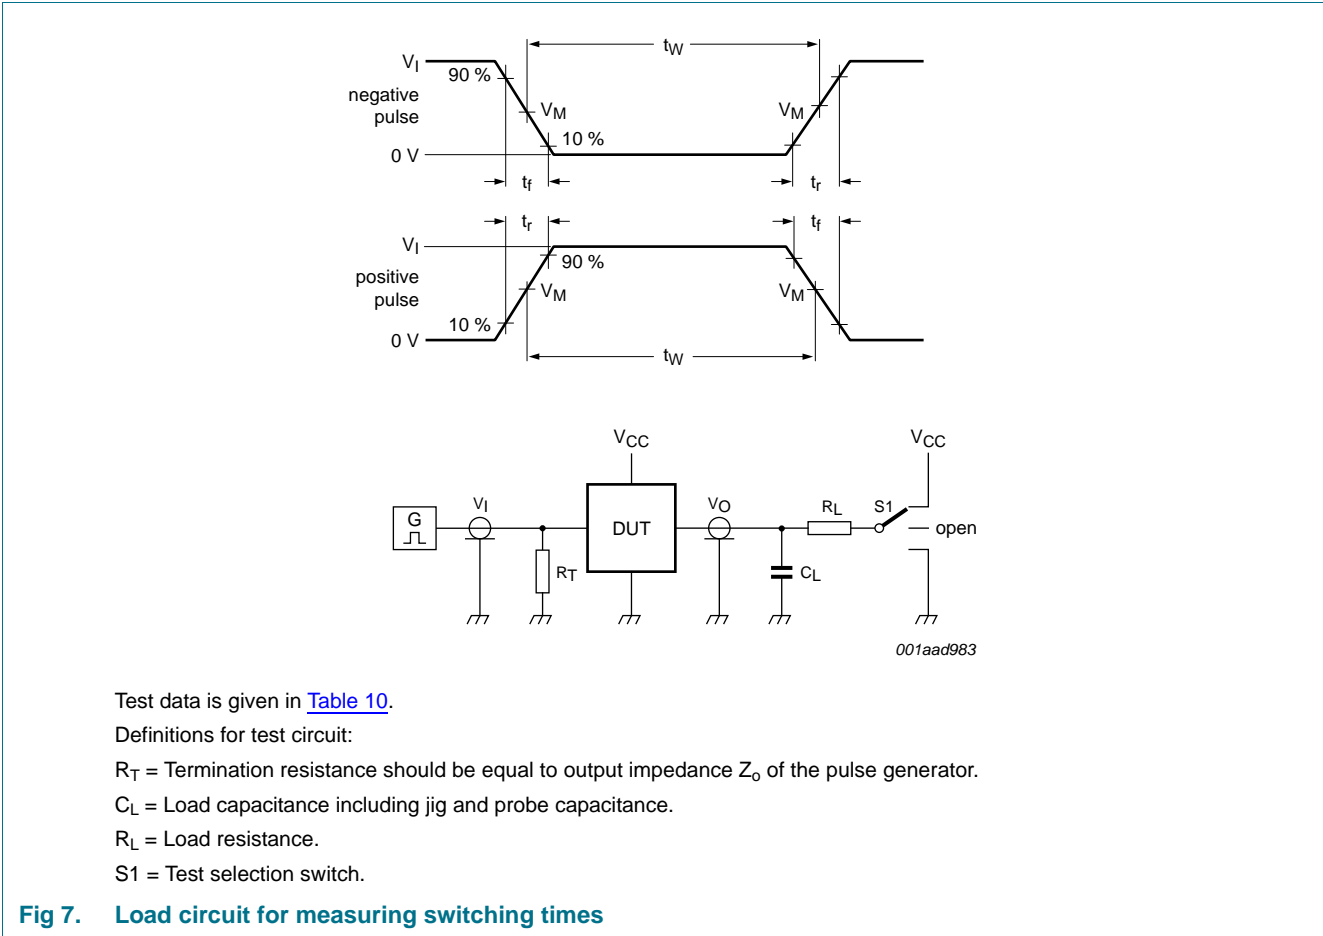 tW
VI
90 %
negative
pulse
VM
VM
10 %
0 V
tf
tr
tr
tf
VI
90 %
positive
pulse
VM
VM
10 %
0 V
tW
VCC
VCC
G
VI
DUT
VO
RL
S1
open
RT
CL
001aad983
Test data is given in Table 10.
Definitions for test circuit:
RT = Termination resistance should be equal to output impedance Zo of the pulse generator.
CL = Load capacitance including jig and probe capacitance.
RL = Load resistance.
S1 = Test selection switch.
Fig 7. Load circuit for measuring switching times